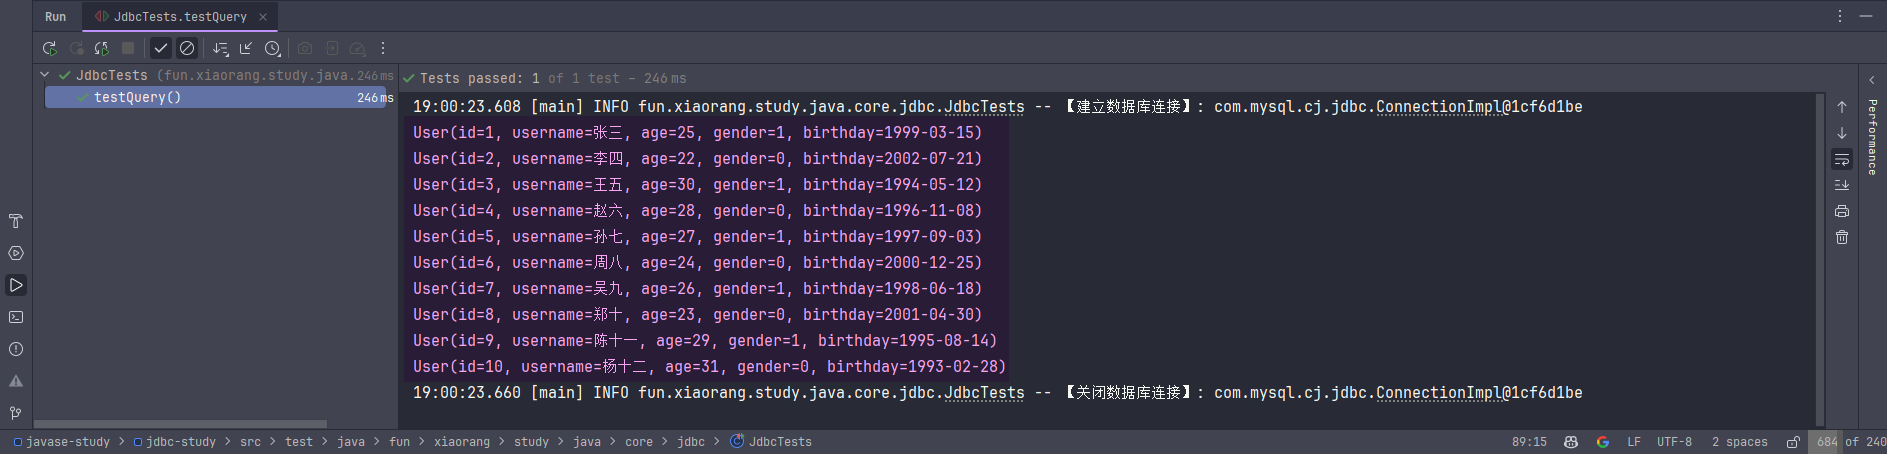 Run JdbcTests.testQuery
JdbcTests (fun.xiaorang.study.java. 246 ms
testQuery() 246 ms
Tests passed: 1 of 1 test – 246 ms
19:00:23.608 [main] INFO fun.xiaorang.study.java.core.jdbc.JdbcTests -- 【建立数据库连接】: com.mysql.cj.jdbc.ConnectionImpl@1cf6d1be
User(id=1, username=张三, age=25, gender=1, birthday=1999-03-15)
User(id=2, username=李四, age=22, gender=0, birthday=2002-07-21)
User(id=3, username=王五, age=30, gender=1, birthday=1994-05-12)
User(id=4, username=赵六, age=28, gender=0, birthday=1996-11-08)
User(id=5, username=孙七, age=27, gender=1, birthday=1997-09-03)
User(id=6, username=周八, age=24, gender=0, birthday=2000-12-25)
User(id=7, username=吴九, age=26, gender=1, birthday=1998-06-18)
User(id=8, username=郑十, age=23, gender=0, birthday=2001-04-30)
User(id=9, username=陈十一, age=29, gender=1, birthday=1995-08-14)
User(id=10, username=杨十二, age=31, gender=0, birthday=1993-02-28)
19:00:23.660 [main] INFO fun.xiaorang.study.java.core.jdbc.JdbcTests -- 【关闭数据库连接】: com.mysql.cj.jdbc.ConnectionImpl@1cf6d1be
Performance
javase-study > jdbc-study > src > test > java > fun > xiaorang > study > java > core > jdbc > JdbcTests
89:15 LF UTF-8 2 spaces 684 of 240